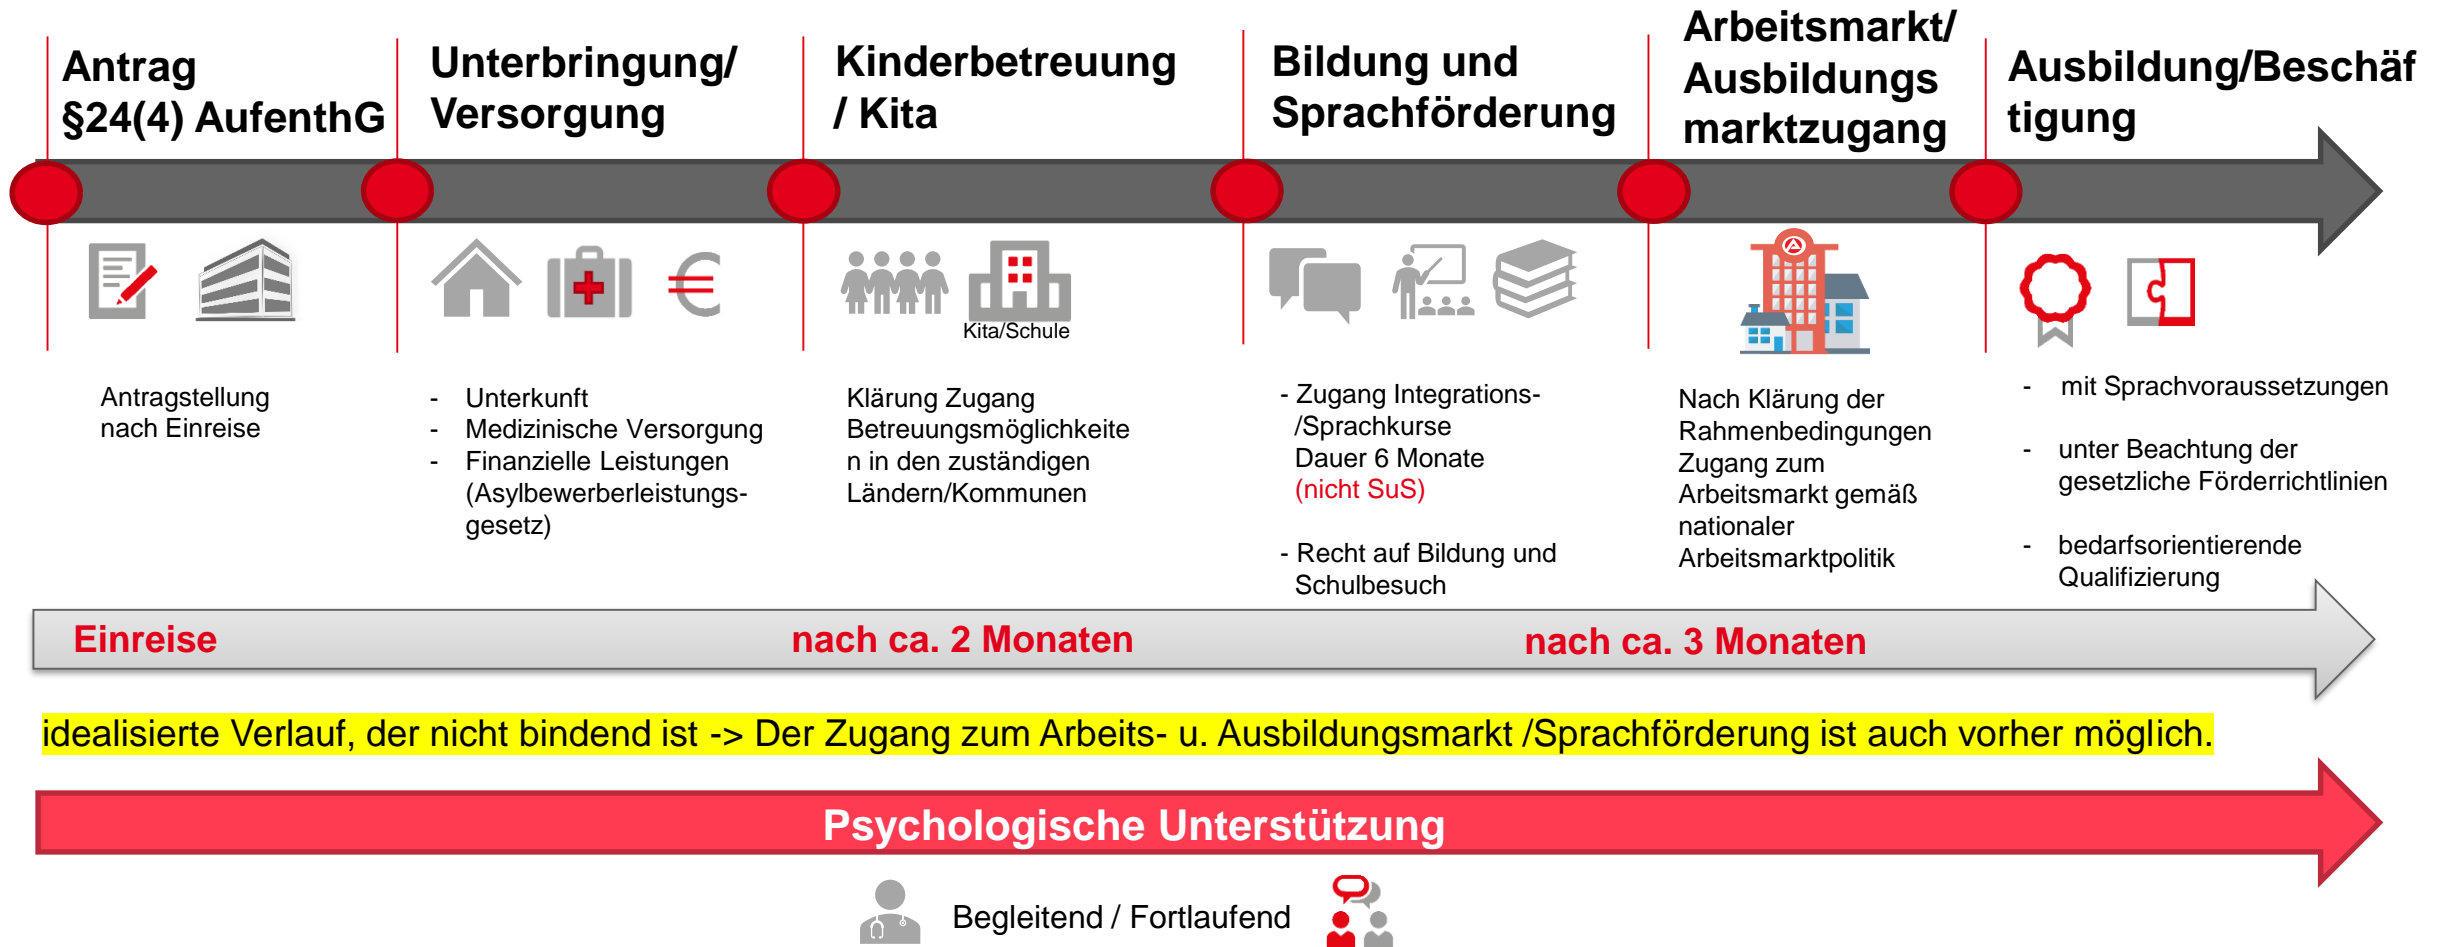 Antrag
§24(4) AufenthG
Unterbringung/
Versorgung
Kinderbetreuung
/ Kita
Bildung und
Sprachförderung
Arbeitsmarkt/
Ausbildungs
marktzugang
Ausbildung/Beschäf
tigung
Kita/Schule
Antragstellung
nach Einreise
- Unterkunft
- Medizinische Versorgung
- Finanzielle Leistungen
(Asylbewerberleistungs-
gesetz)
Klärung Zugang
Betreuungsmöglichkeite
n in den zuständigen
Ländern/Kommunen
- Zugang Integrations-
/Sprachkurse
Dauer 6 Monate
(nicht SuS)
- Recht auf Bildung und
Schulbesuch
Nach Klärung der
Rahmenbedingungen
Zugang zum
Arbeitsmarkt gemäß
nationaler
Arbeitsmarktpolitik
- mit Sprachvoraussetzungen
- unter Beachtung der
gesetzliche Förderrichtlinien
- bedarfsorientierende
Qualifizierung
Einreise
nach ca. 2 Monaten
nach ca. 3 Monaten
idealisierte Verlauf, der nicht bindend ist -> Der Zugang zum Arbeits- u. Ausbildungsmarkt /Sprachförderung ist auch vorher möglich.
Psychologische Unterstützung
Begleitend / Fortlaufend